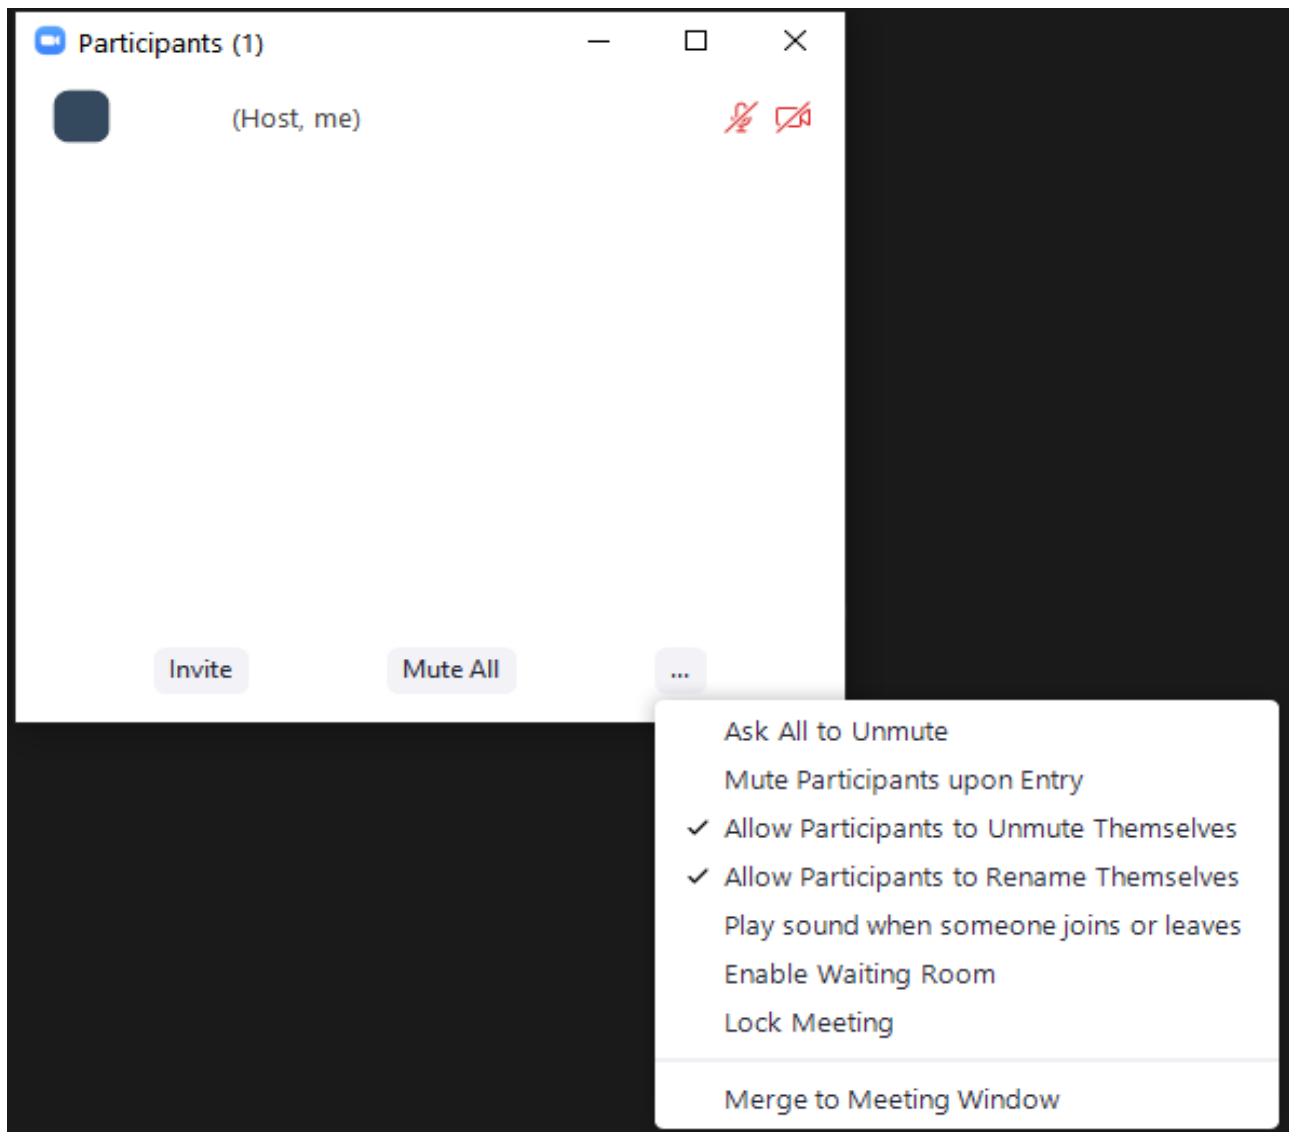 Participants (1)
(Host, me)
Invite
Mute All
...
Ask All to Unmute
Mute Participants upon Entry
Allow Participants to Unmute Themselves
Allow Participants to Rename Themselves
Play sound when someone joins or leaves
Enable Waiting Room
Lock Meeting
Merge to Meeting Window